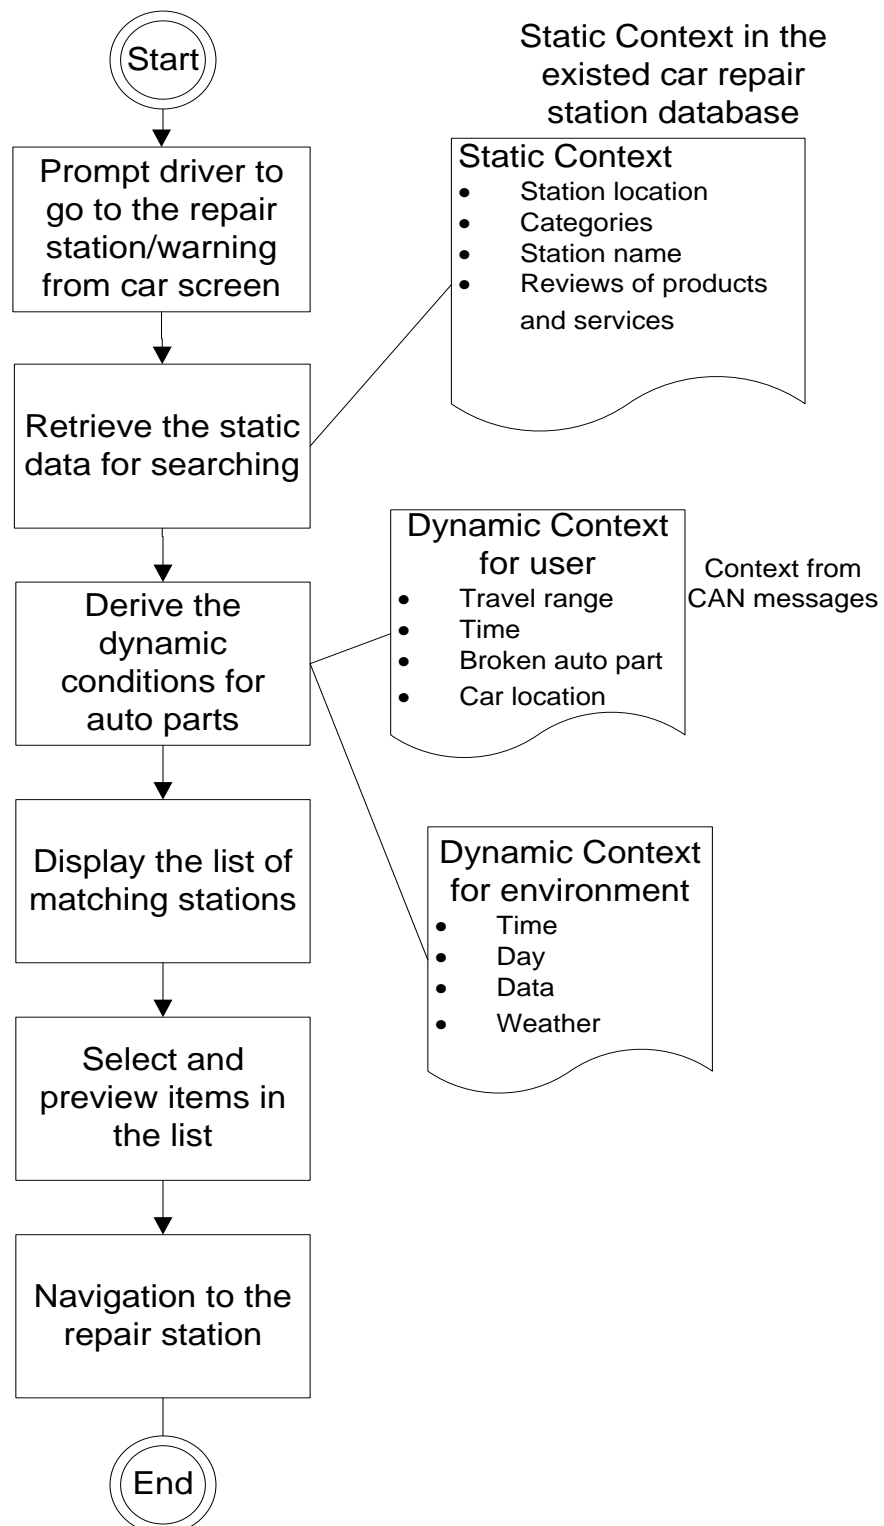 Start
Static Context in the
existed car repair
station database
Prompt driver to
go to the repair
station/warning
from car screen
Static Context
• Station location
• Categories
• Station name
• Reviews of products
and services
Retrieve the static
data for searching
Dynamic Context
for user
• Travel range
• Time
• Broken auto part
• Car location
Context from
CAN messages
Derive the
dynamic
conditions for
auto parts
Display the list of
matching stations
Dynamic Context
for environment
• Time
• Day
• Data
• Weather
Select and
preview items in
the list
Navigation to the
repair station
End